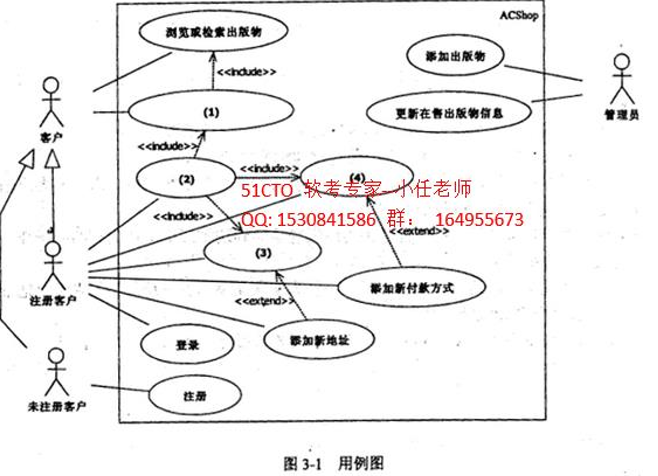 ACShop
浏览或检索出版物
添加出版物
<<include>>
(1)
更新在售出版物信息
客户
管理员
<<include>>
(2)
<<include>>
(4)
51CTO 软考专家--小任老师
<<include>>
QQ: 1530841586 群： 164955673
(3)
<<extend>>
注册客户
添加新付款方式
<<extend>>
登录
添加新地址
未注册客户
注册
图 3-1 用例图